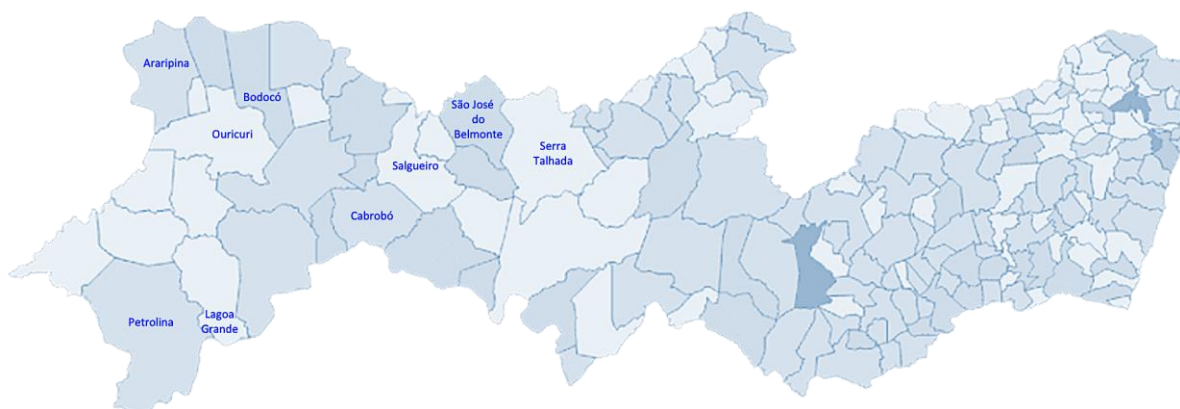 Araripina
Bodocó
Ouricuri
São José
do
Belmonte
Serra
Talhada
Salgueiro
Cabrobó
Petrolina
Lagoa
Grande